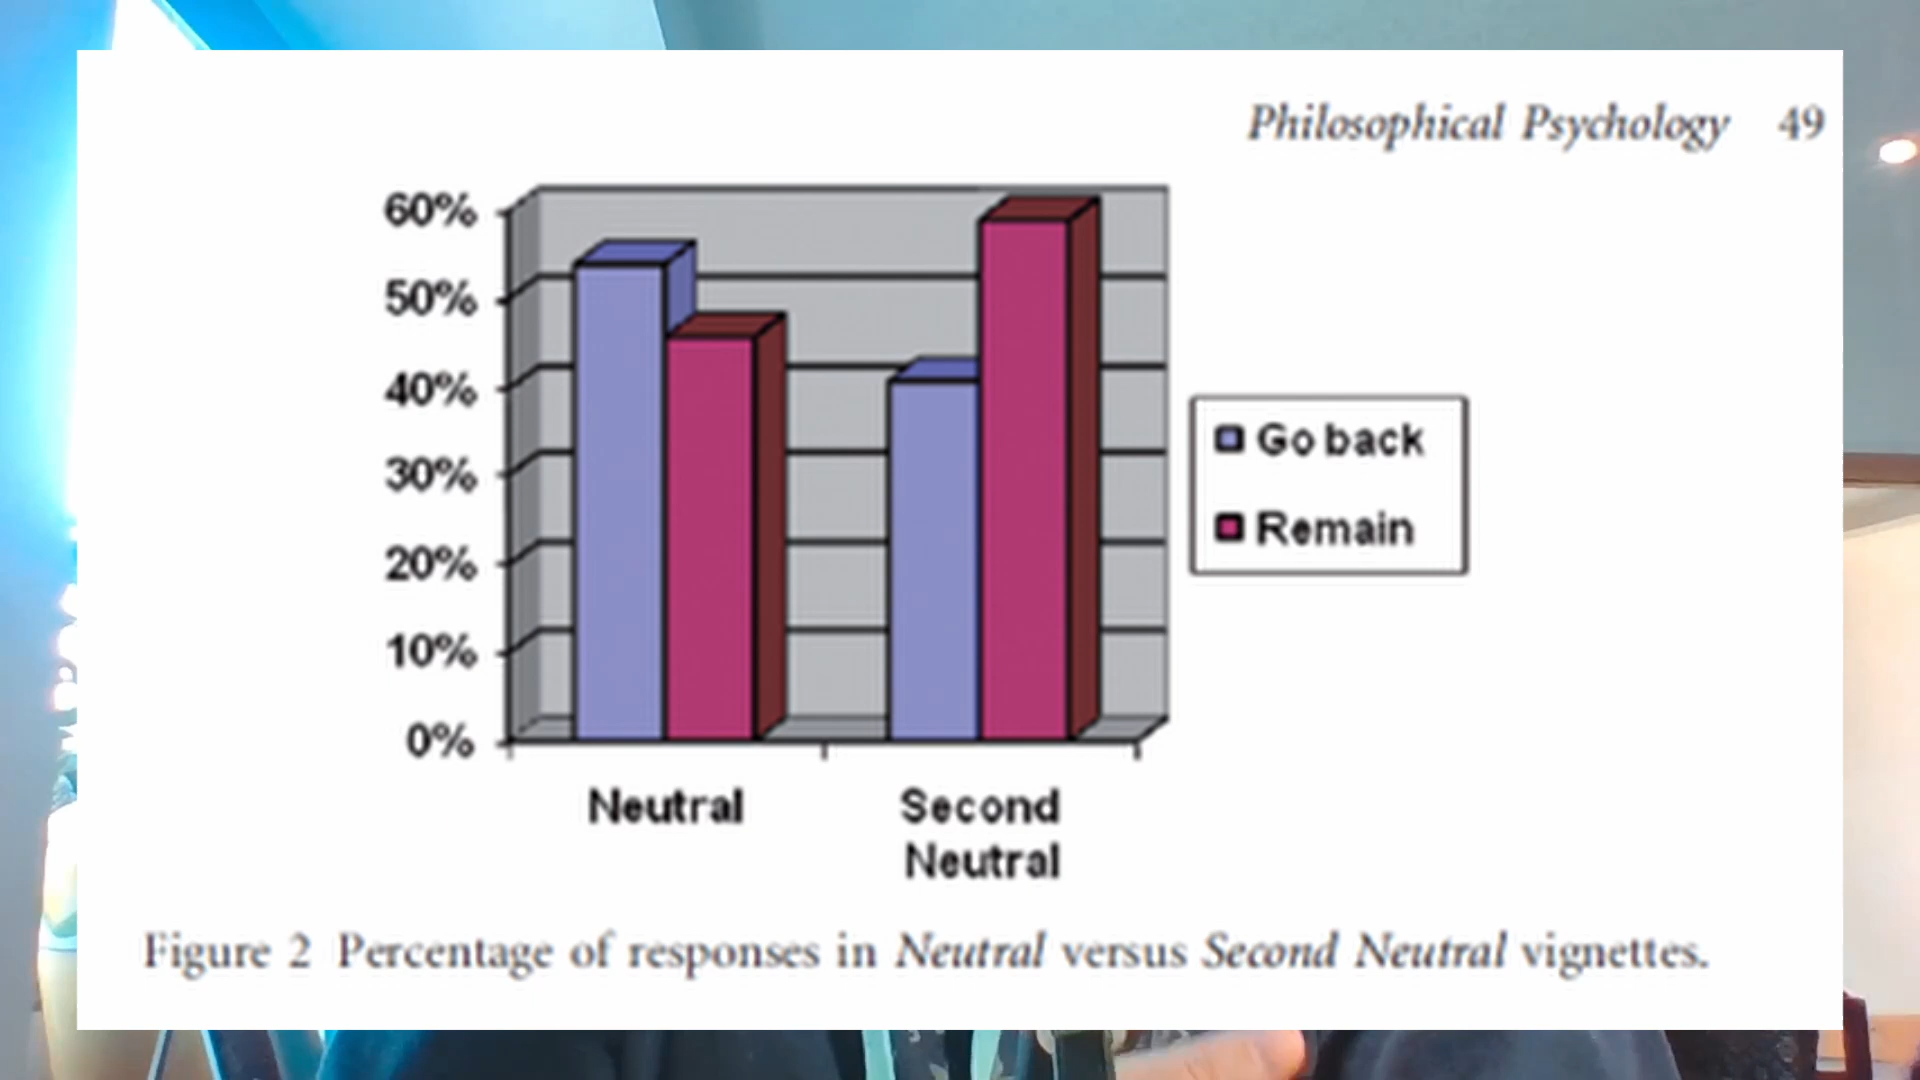 Philosophical Psychology 49
60%
50%
40%
30%
20%
10%
0%
Go back
Remain
Neutral
Second
Neutral
Figure 2 Percentage of responses in Neutral versus Second Neutral vignettes.